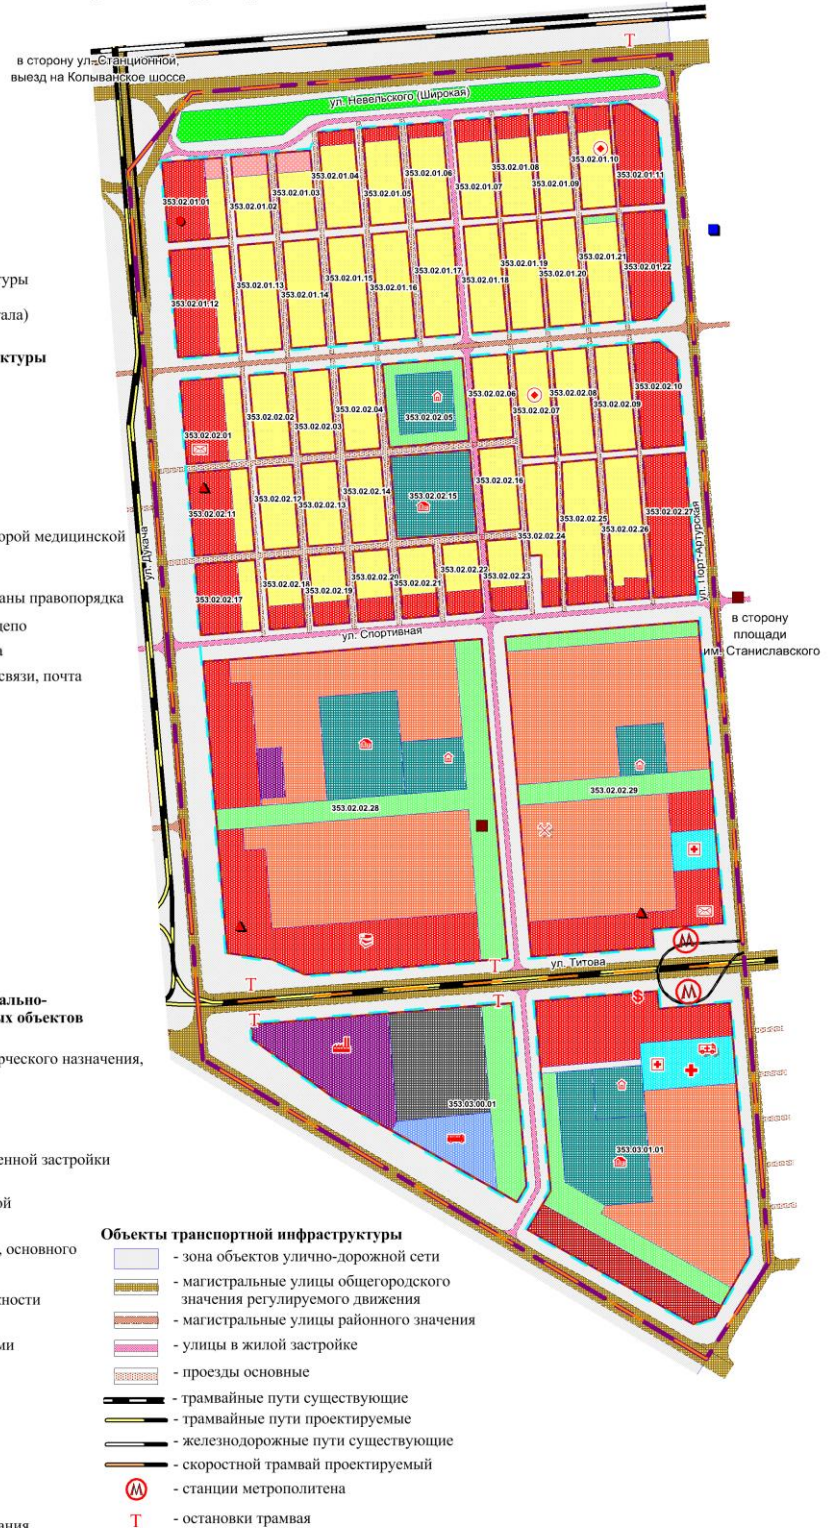 Т
в сторону ул. Станционной,
выезд на Колыванское шоссе
ул. Невельского (Широкая)
353.02.01.01
353.02.01.02
353.02.01.03
353.02.01.04
353.02.01.05
353.02.01.06
353.02.01.07
353.02.01.08
353.02.01.09
353.02.01.10
353.02.01.11
353.02.01.12
353.02.01.13
353.02.01.14
353.02.01.15
353.02.01.16
353.02.01.17
353.02.01.18
353.02.01.19
353.02.01.20
353.02.01.21
353.02.01.22
туры
тала)
ктуры
353.02.02.01
353.02.02.02
353.02.02.03
353.02.02.04
353.02.02.05
353.02.02.06
353.02.02.07
353.02.02.08
353.02.02.09
353.02.02.10
353.02.02.11
353.02.02.12
353.02.02.13
353.02.02.14
353.02.02.15
353.02.02.16
353.02.02.17
353.02.02.18
353.02.02.19
353.02.02.20
353.02.02.21
353.02.02.22
353.02.02.23
353.02.02.24
353.02.02.25
353.02.02.26
353.02.02.27
орой медицинской
ул. Дукача
ул. Порт-Артурская
аны правопорядка
депо
а
связи, почта
ул. Спортивная
в сторону
площади
им. Станиславского
353.02.02.28
353.02.02.29
М
ул. Титова
Т
Т
Т
Т
М
$
ально-
ых объектов
рческого назначения,
353.03.00.01
353.03.01.01
енной застройки
ой
, основного
жности
ми
ания
Объекты транспортной инфраструктуры
- зона объектов улично-дорожной сети
- магистральные улицы общегородского
значения регулируемого движения
- магистральные улицы районного значения
- улицы в жилой застройке
- проезды основные
- трамвайные пути существующие
- трамвайные пути проектируемые
- железнодорожные пути существующие
- скоростной трамвай проектируемый
М - станции метрополитена
Т - остановки трамвая